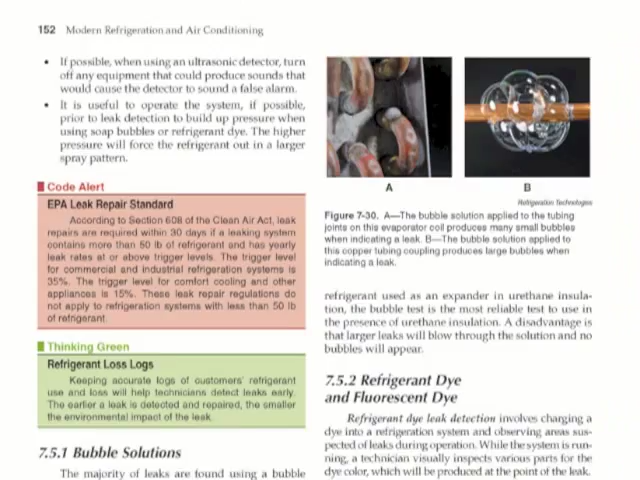 152 Modern Refrigeration and Air Conditioning
• If possible, when using an ultrasonic detector, turn
off any equipment that could produce sounds that
would cause the detector to sound a false alarm.
• It is useful to operate the system, if possible,
prior to leak detection to build up pressure when
using soap bubbles or refrigerant dye. The higher
pressure will force the refrigerant out in a larger
spray pattern.
Code Alert
EPA Leak Repair Standard
According to Section 608 of the Clean Air Act, leak
repairs are required within 30 days if a leaking system
contains more than 50 lb of refrigerant and has yearly
leak rates at or above trigger levels. The trigger level
for commercial and industrial refrigeration systems is
35%. The trigger level for comfort cooling and other
appliances is 15%. These leak repair regulations do
not apply to refrigeration systems with less than 50 lb
of refrigerant.
Thinking Green
Refrigerant Loss Logs
Keeping accurate logs of customers' refrigerant
use and loss will help technicians detect leaks early.
The earlier a leak is detected and repaired, the smaller
the environmental impact of the leak.
7.5.1 Bubble Solutions
The majority of leaks are found using a bubble
A
B
Refrigeration Technologies
Figure 7-30. A—The bubble solution applied to the tubing
joints on this evaporator coil produces many small bubbles
when indicating a leak. B—The bubble solution applied to
this copper tubing coupling produces large bubbles when
indicating a leak.
refrigerant used as an expander in urethane insula-
tion, the bubble test is the most reliable test to use in
the presence of urethane insulation. A disadvantage is
that larger leaks will blow through the solution and no
bubbles will appear.
7.5.2 Refrigerant Dye
and Fluorescent Dye
Refrigerant dye leak detection involves charging a
dye into a refrigeration system and observing areas sus-
pected of leaks during operation. While the system is run-
ning, a technician visually inspects various parts for the
dye color, which will be produced at the point of the leak.